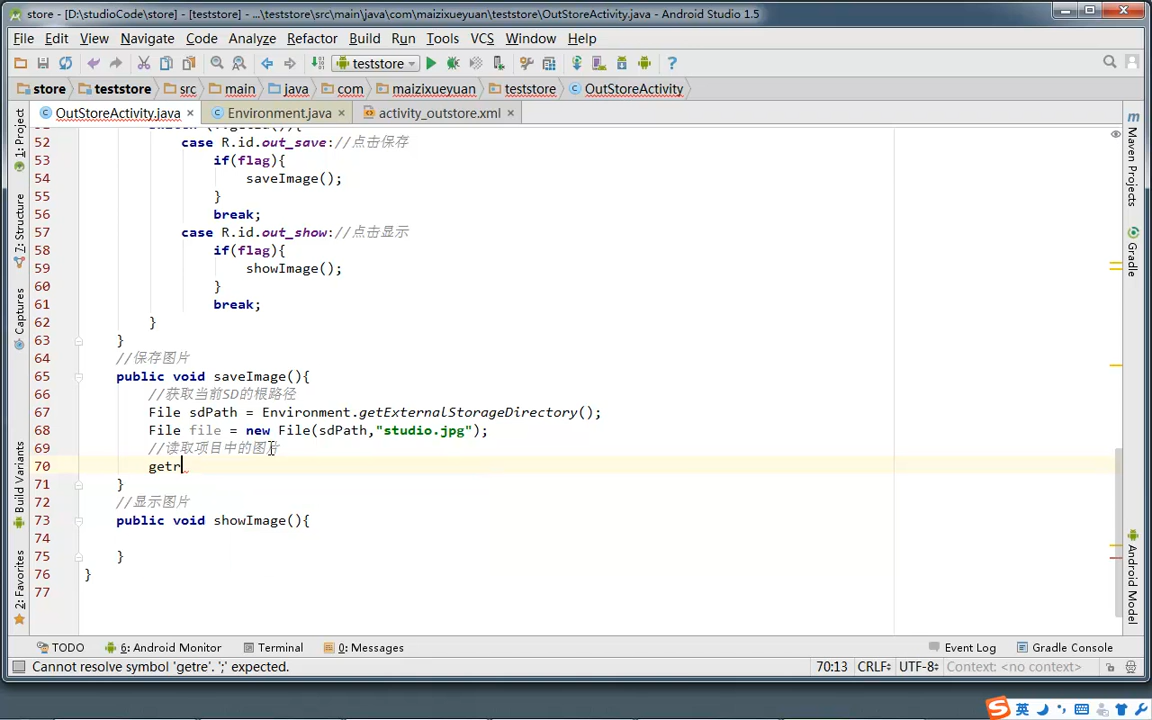 store - [D:\studioCode\store] - [teststore] - ...\teststore\src\main\java\com\maizixueyuan\teststore\OutStoreActivity.java - Android Studio 1.5
File Edit View Navigate Code Analyze Refactor Build Run Tools VCS Window Help
teststore
store teststore src main java com maizixueyuan teststore OutStoreActivity
OutStoreActivity.java Environment.java activity_outstore.xml
52 case R.id.out_save://点击保存
53 if(flag){
54 saveImage();
55 }
56 break;
57 case R.id.out_show://点击显示
58 if(flag){
59 showImage();
60 }
61 break;
62 }
63 }
64 //保存图片
65 public void saveImage(){
66 //获取当前SD的根路径
67 File sdPath = Environment.getExternalStorageDirectory();
68 File file = new File(sdPath,"studio.jpg");
69 //读取项目中的图片
70 getr
71 }
72 //显示图片
73 public void showImage(){
74
75 }
76 }
77
1: Project
7: Structure
Captures
Build Variants
2: Favorites
Maven Projects
Gradle
Android Model
TODO 6: Android Monitor Terminal 0: Messages Event Log Gradle Console
Cannot resolve symbol 'getre'. ';' expected. 70:13 CRLF UTF-8 Context: <no context>
英